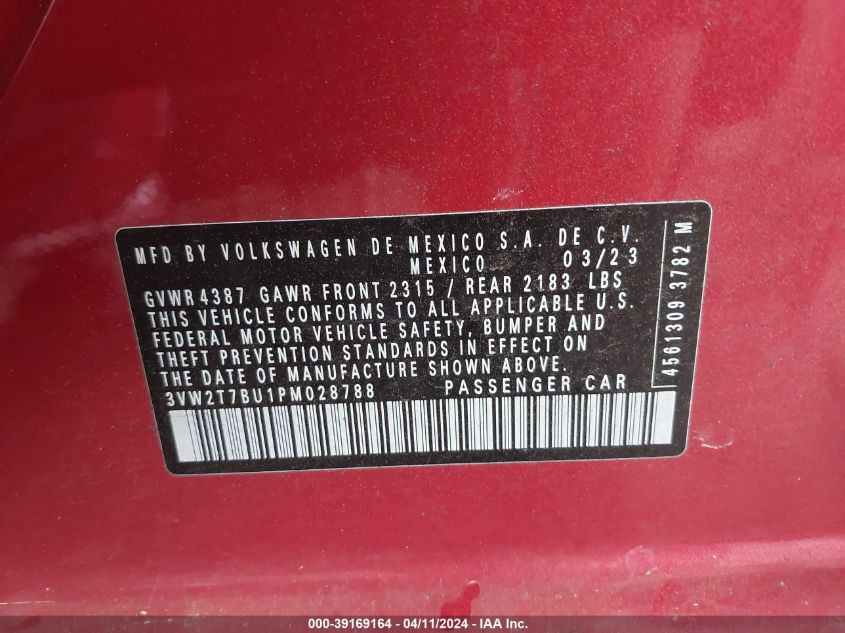 MFD BY VOLKSWAGEN DE MEXICO S.A. DE C.V.
MEXICO 03/23
GVWR 4387 GAWR FRONT 2315 / REAR 2183 LBS
THIS VEHICLE CONFORMS TO ALL APPLICABLE U.S.
FEDERAL MOTOR VEHICLE SAFETY, BUMPER AND
THEFT PREVENTION STANDARDS IN EFFECT ON
THE DATE OF MANUFACTURE SHOWN ABOVE.
3VW2T7BU1PM028788 PASSENGER CAR
4561309 3782 M
000-39169164 - 04/11/2024 - IAA Inc.